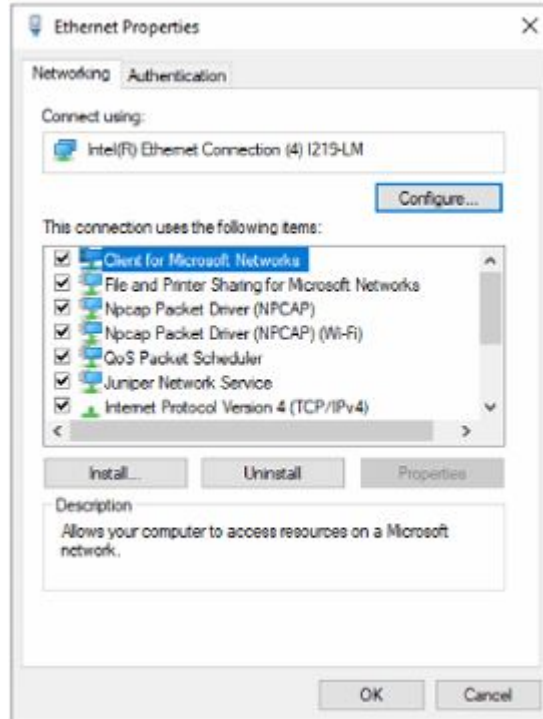 Ethernet Properties
Networking Authentication
Connect using:
Intel(R) Ethernet Connection (4) I219-LM
Configure...
This connection uses the following items:
Client for Microsoft Networks
File and Printer Sharing for Microsoft Networks
Npcap Packet Driver (NPCAP)
Npcap Packet Driver (NPCAP) (Wi-Fi)
QoS Packet Scheduler
Juniper Network Service
Internet Protocol Version 4 (TCP/IPv4)
Install... Uninstall Properties
Description
Allows your computer to access resources on a Microsoft
network.
OK Cancel